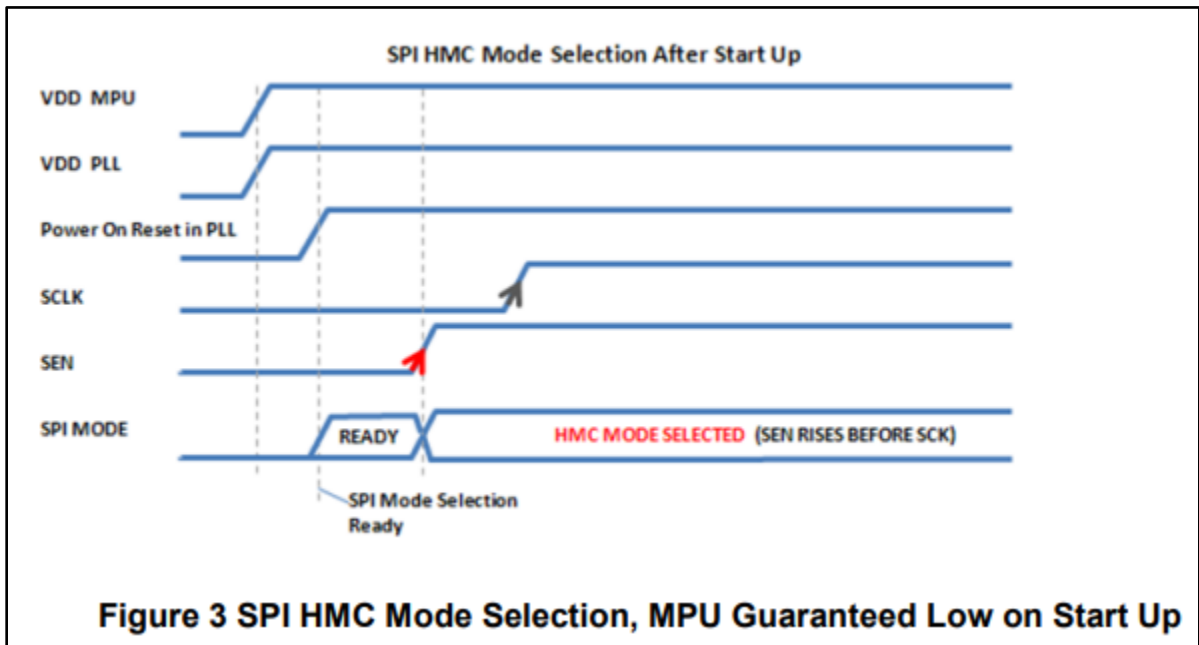 SPI HMC Mode Selection After Start Up
VDD MPU
VDD PLL
Power On Reset in PLL
SCLK
SEN
SPI MODE
READY
HMC MODE SELECTED (SEN RISES BEFORE SCK)
SPI Mode Selection
Ready
Figure 3 SPI HMC Mode Selection, MPU Guaranteed Low on Start Up